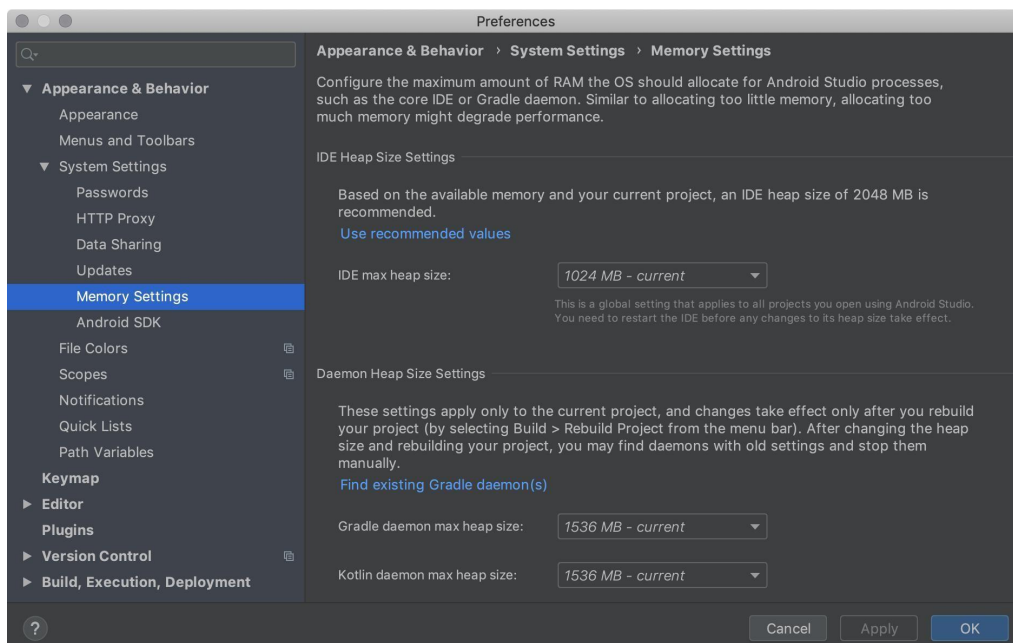 Preferences
Appearance & Behavior
Appearance
Menus and Toolbars
System Settings
Passwords
HTTP Proxy
Data Sharing
Updates
Memory Settings
Android SDK
File Colors
Scopes
Notifications
Quick Lists
Path Variables
Keymap
Editor
Plugins
Version Control
Build, Execution, Deployment
Appearance & Behavior › System Settings › Memory Settings
Configure the maximum amount of RAM the OS should allocate for Android Studio processes,
such as the core IDE or Gradle daemon. Similar to allocating too little memory, allocating too
much memory might degrade performance.
IDE Heap Size Settings
Based on the available memory and your current project, an IDE heap size of 2048 MB is
recommended.
Use recommended values
IDE max heap size: 1024 MB - current
This is a global setting that applies to all projects you open using Android Studio.
You need to restart the IDE before any changes to its heap size take effect.
Daemon Heap Size Settings
These settings apply only to the current project, and changes take effect only after you rebuild
your project (by selecting Build > Rebuild Project from the menu bar). After changing the heap
size and rebuilding your project, you may find daemons with old settings and stop them
manually.
Find existing Gradle daemon(s)
Gradle daemon max heap size: 1536 MB - current
Kotlin daemon max heap size: 1536 MB - current
? Cancel Apply OK